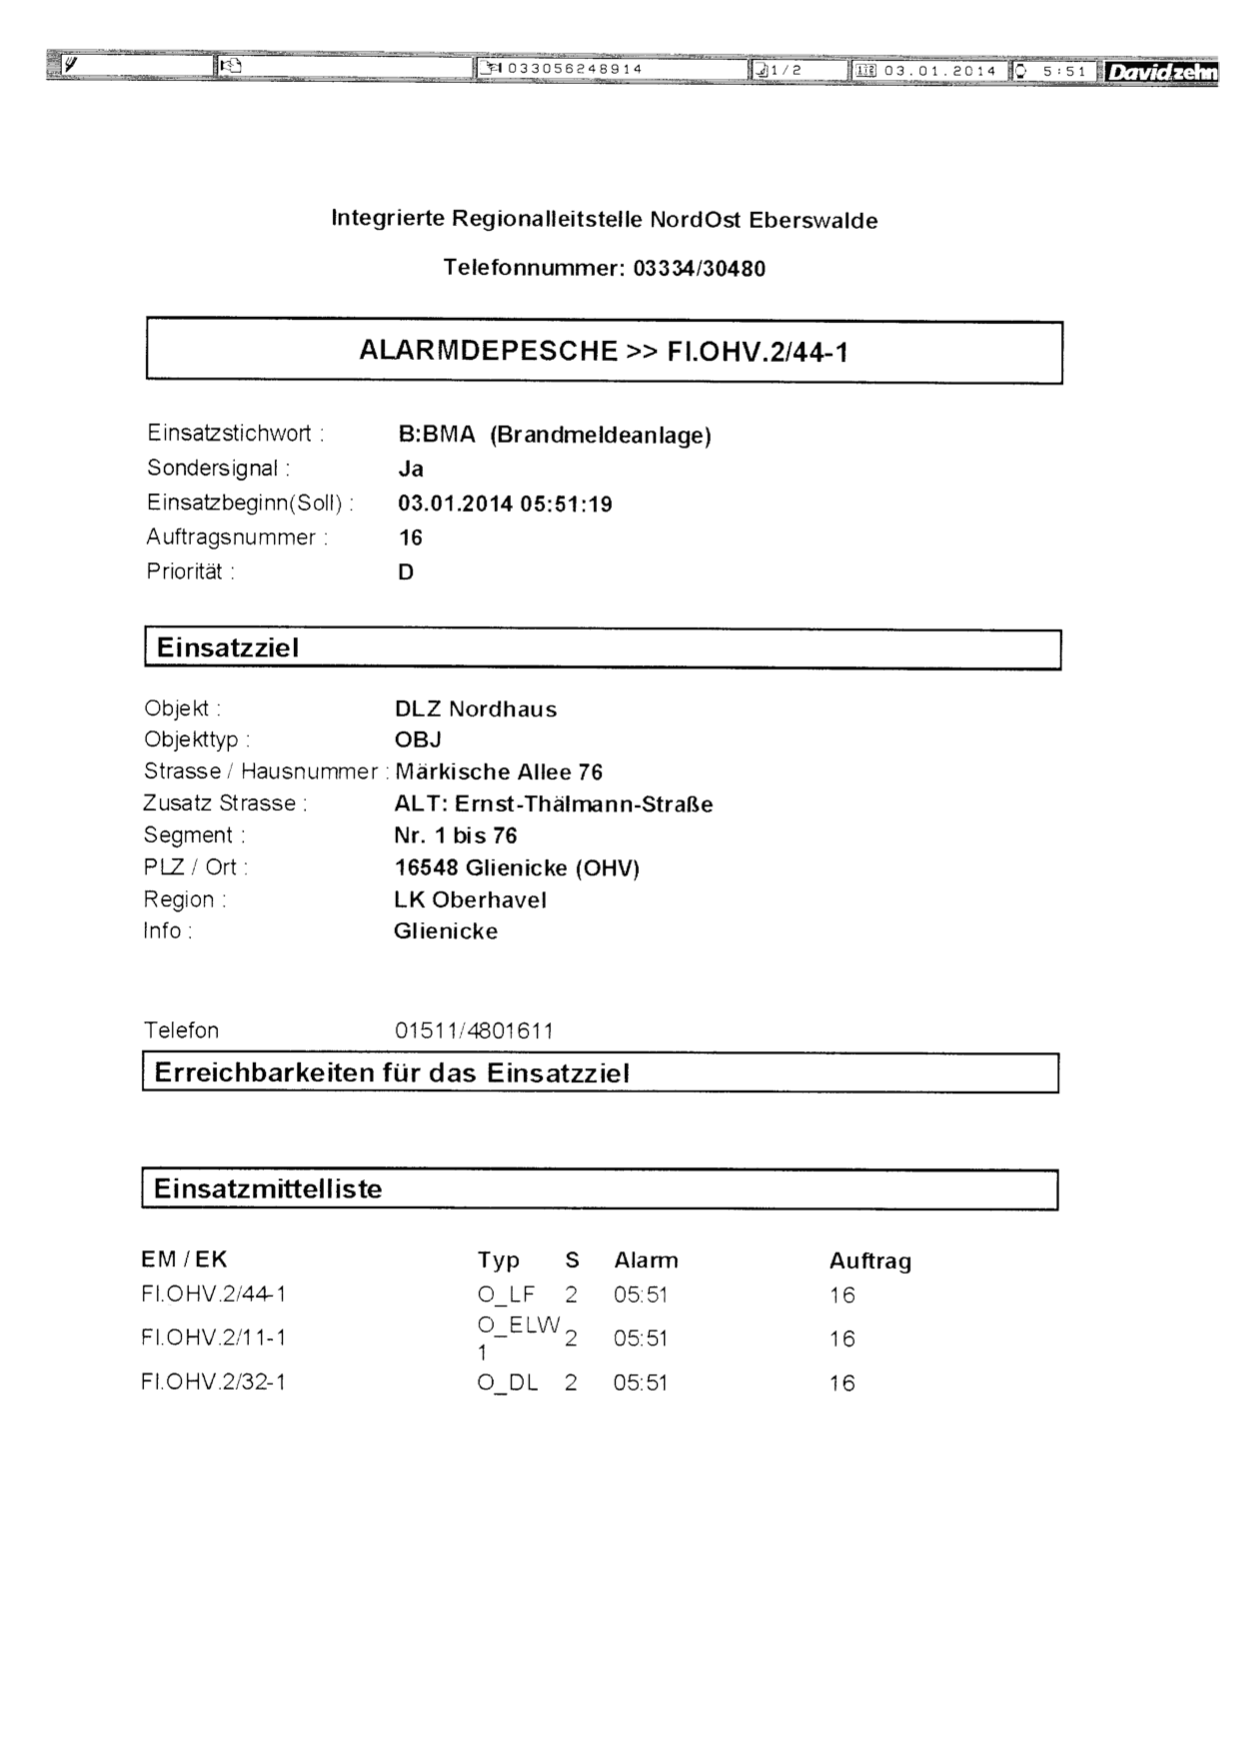 033056248914 1/2 03.01.2014 5:51 Davidzehn
Integrierte Regionalleitstelle NordOst Eberswalde
Telefonnummer: 03334/30480
ALARMDEPESCHE >> FI.OHV.2/44-1
Einsatzstichwort : B:BMA (Brandmeldeanlage)
Sondersignal : Ja
Einsatzbeginn(Soll) : 03.01.2014 05:51:19
Auftragsnummer : 16
Priorität : D
Einsatzziel
Objekt : DLZ Nordhaus
Objekttyp : OBJ
Strasse / Hausnummer : Märkische Allee 76
Zusatz Strasse : ALT: Ernst-Thälmann-Straße
Segment : Nr. 1 bis 76
PLZ / Ort : 16548 Glienicke (OHV)
Region : LK Oberhavel
Info : Glienicke
Telefon 01511/4801611
Erreichbarkeiten für das Einsatzziel
Einsatzmittelliste
EM / EK Typ S Alarm Auftrag
FI.OHV.2/44-1 O_LF 2 05:51 16
FI.OHV.2/11-1 O_ELW 2 05:51 16
1
FI.OHV.2/32-1 O_DL 2 05:51 16